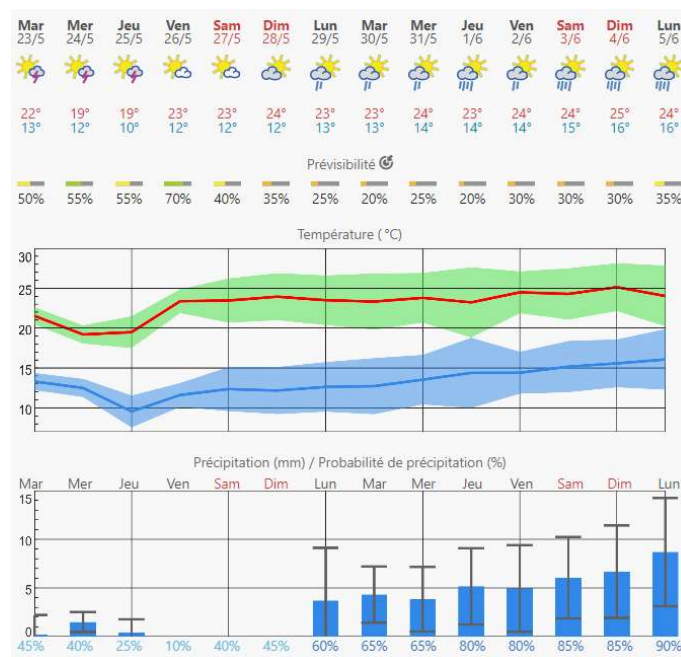 Mar Mer Jeu Ven Sam Dim Lun Mar Mer Jeu Ven Sam Dim Lun
23/5 24/5 25/5 26/5 27/5 28/5 29/5 30/5 31/5 1/6 2/6 3/6 4/6 5/6
22° 19° 19° 23° 23° 24° 23° 23° 24° 23° 24° 24° 25° 24°
13° 12° 10° 12° 12° 12° 13° 13° 14° 14° 14° 15° 16° 16°
Prévisibilité
50% 55% 55% 70% 40% 35% 25% 20% 25% 20% 30% 30% 30% 35%
Température (°C)
30
25
20
15
10
Précipitation (mm) / Probabilité de précipitation (%)
Mar Mer Jeu Ven Sam Dim Lun Mar Mer Jeu Ven Sam Dim Lun
15
10
5
0
45% 40% 25% 10% 40% 45% 60% 65% 65% 80% 80% 85% 85% 90%